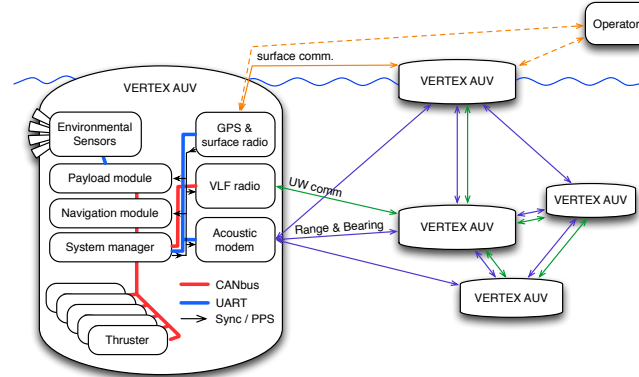 Operator
surface comm.
VERTEX AUV
VERTEX AUV
Environmental
Sensors
GPS &
surface radio
Payload module
VLF radio
UW comm
Navigation module
VERTEX AUV
System manager
Acoustic
modem
Range & Bearing
VERTEX AUV
CANbus
UART
Sync / PPS
VERTEX AUV
Thruster